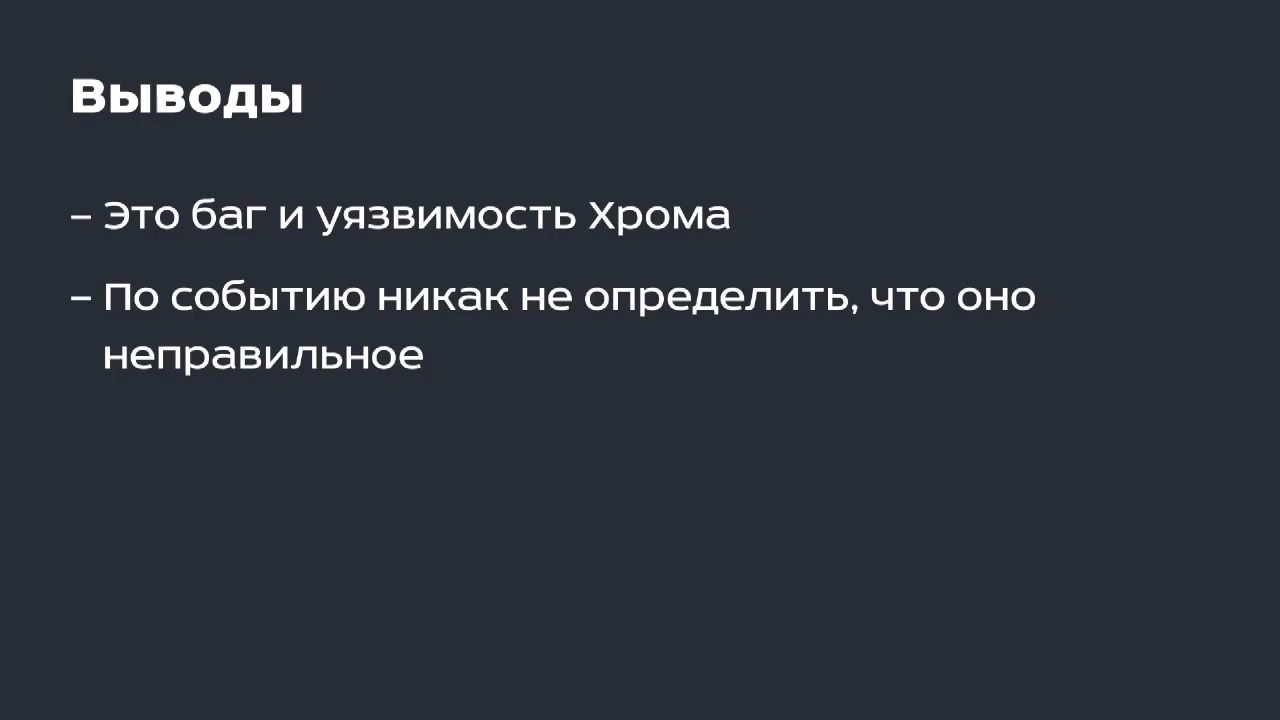 Выводы
– Это баг и уязвимость Хрома
– По событию никак не определить, что оно
неправильное